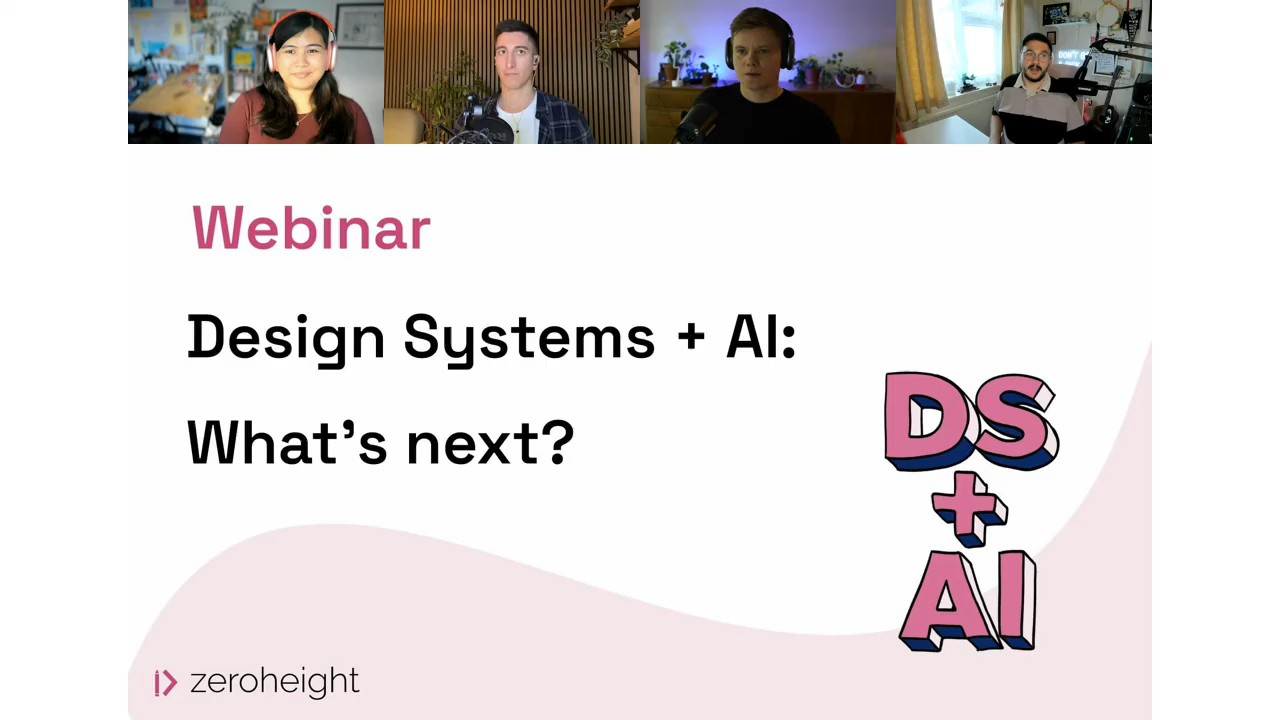 Webinar
Design Systems + AI:
What's next?
DS
+
AI
zeroheight